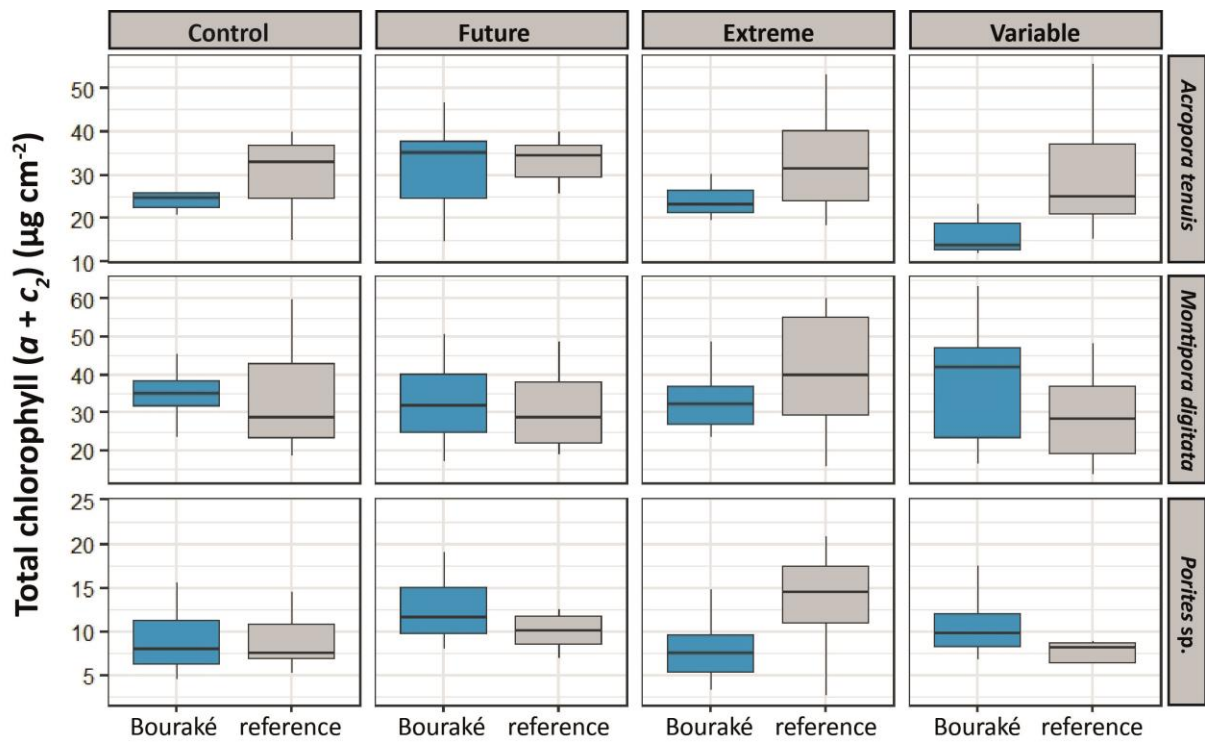 Control Future Extreme Variable
Total chlorophyll (a + c₂) (µg cm⁻²)
50
40
30
20
10
Acropora tenuis
60
50
40
30
20
Montipora digitata
25
20
15
10
5
Porites sp.
Bouraké reference Bouraké reference Bouraké reference Bouraké reference